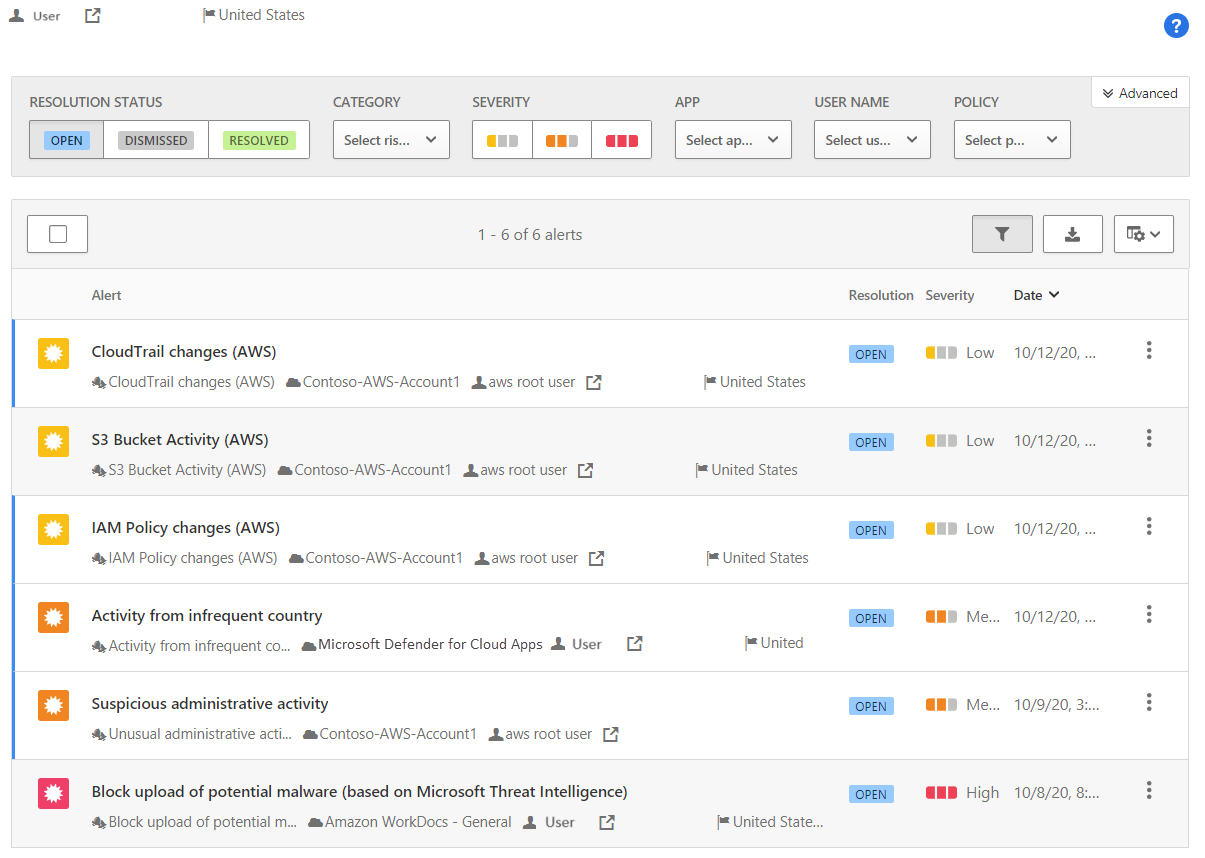 User United States
?
Advanced
RESOLUTION STATUS CATEGORY SEVERITY APP USER NAME POLICY
OPEN DISMISSED RESOLVED Select ris... Select ap... Select us... Select p...
1 - 6 of 6 alerts
Alert Resolution Severity Date
CloudTrail changes (AWS) OPEN Low 10/12/20, ...
CloudTrail changes (AWS) Contoso-AWS-Account1 aws root user United States
S3 Bucket Activity (AWS) OPEN Low 10/12/20, ...
S3 Bucket Activity (AWS) Contoso-AWS-Account1 aws root user United States
IAM Policy changes (AWS) OPEN Low 10/12/20, ...
IAM Policy changes (AWS) Contoso-AWS-Account1 aws root user United States
Activity from infrequent country OPEN Me... 10/12/20, ...
Activity from infrequent co... Microsoft Defender for Cloud Apps User United
Suspicious administrative activity OPEN Me... 10/9/20, 3:...
Unusual administrative acti... Contoso-AWS-Account1 aws root user
Block upload of potential malware (based on Microsoft Threat Intelligence) OPEN High 10/8/20, 8:...
Block upload of potential m... Amazon WorkDocs - General User United State...